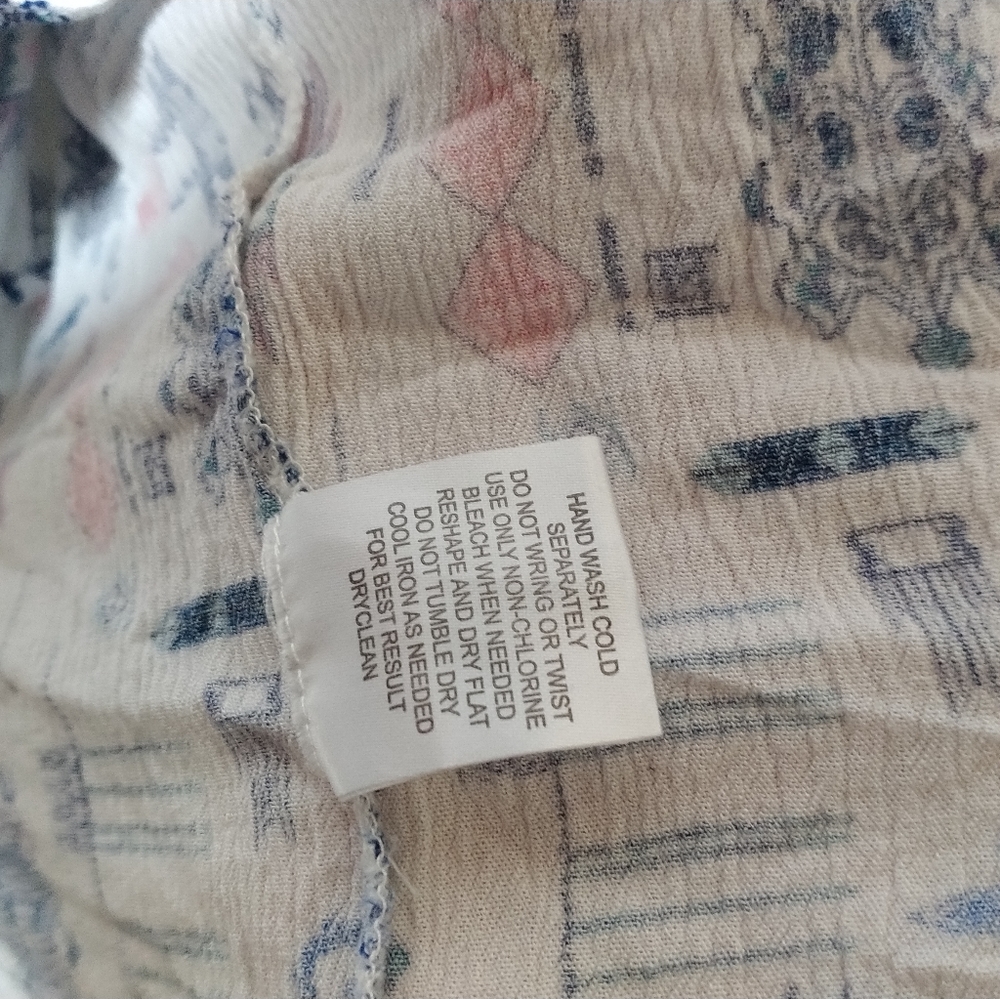 HAND WASH COLD
SEPARATELY
DO NOT WRING OR TWIST
USE ONLY NON-CHLORINE
BLEACH WHEN NEEDED
RESHAPE AND DRY FLAT
DO NOT TUMBLE DRY
COOL IRON AS NEEDED
FOR BEST RESULT
DRYCLEAN